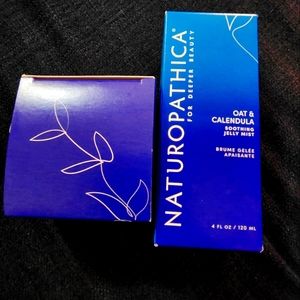 NATUROPATHICA®
FOR DEEPER BEAUTY
OAT &
CALENDULA
SOOTHING
JELLY MIST
BRUME GELÉE
APAISANTE
4 FL OZ / 120 ML